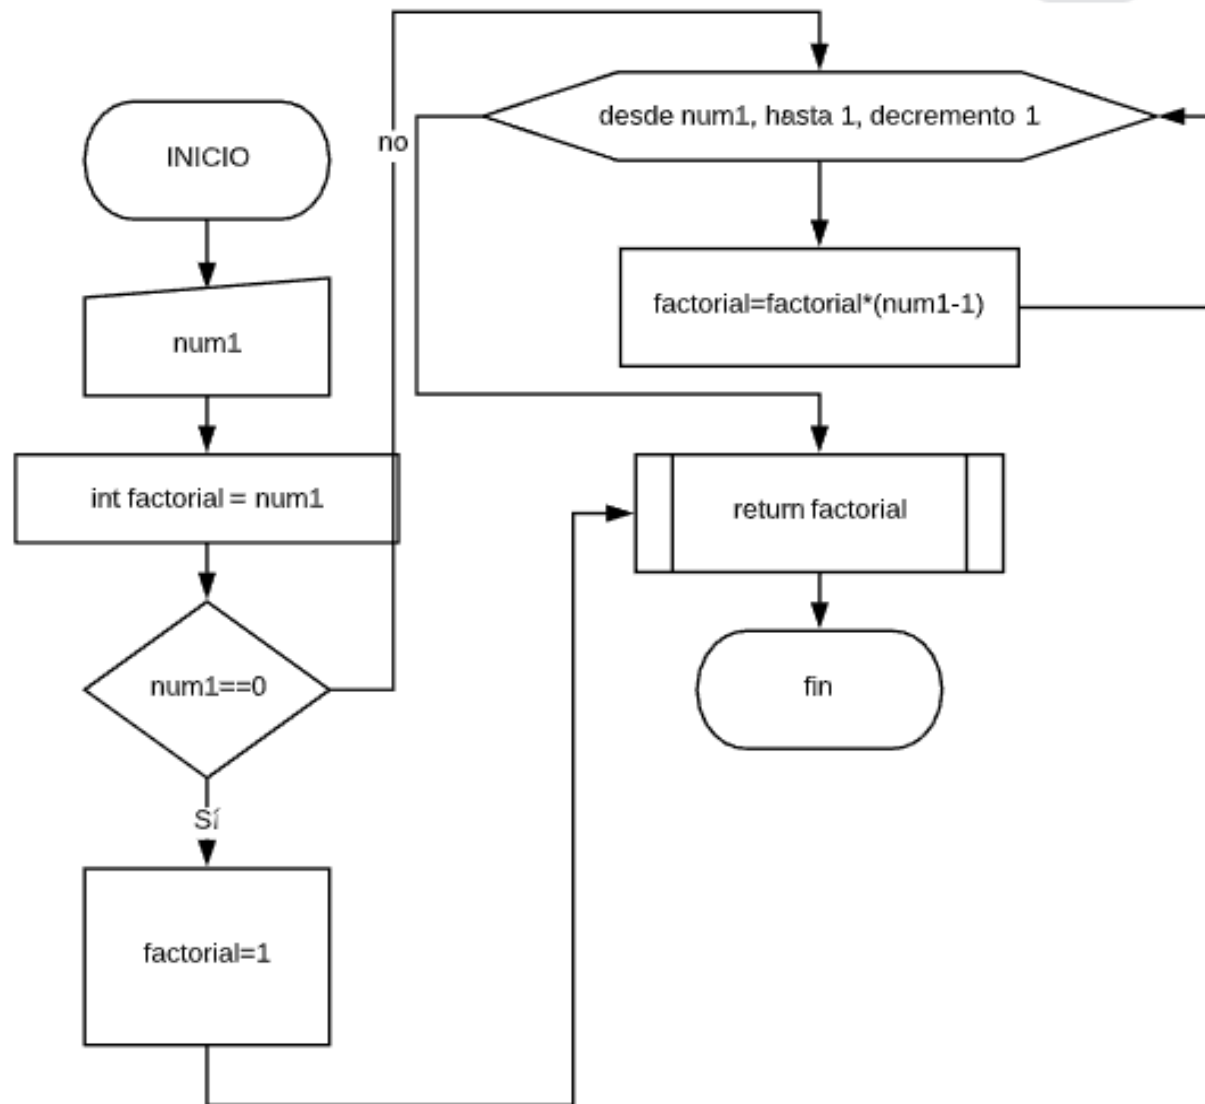 INICIO
num1
int factorial = num1
num1==0
Sí
factorial=1
no
desde num1, hasta 1, decremento 1
factorial=factorial*(num1-1)
return factorial
fin